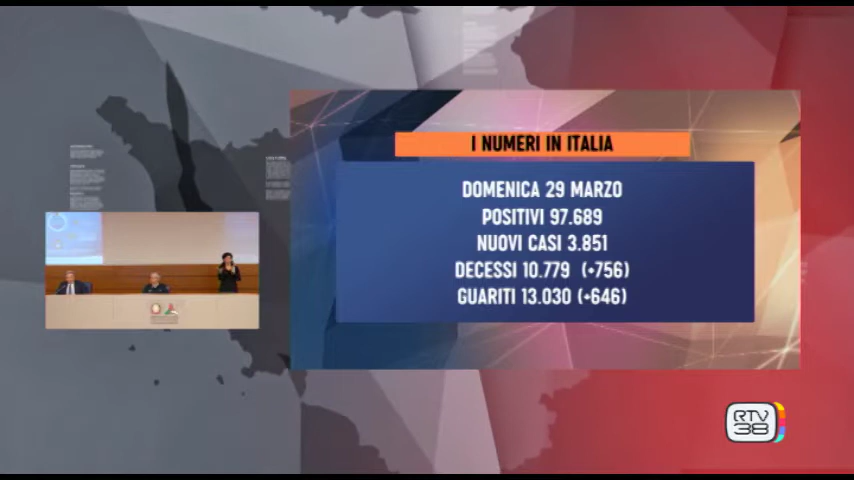 I NUMERI IN ITALIA
DOMENICA 29 MARZO
POSITIVI 97.689
NUOVI CASI 3.851
DECESSI 10.779 (+756)
GUARITI 13.030 (+646)
RTV
38